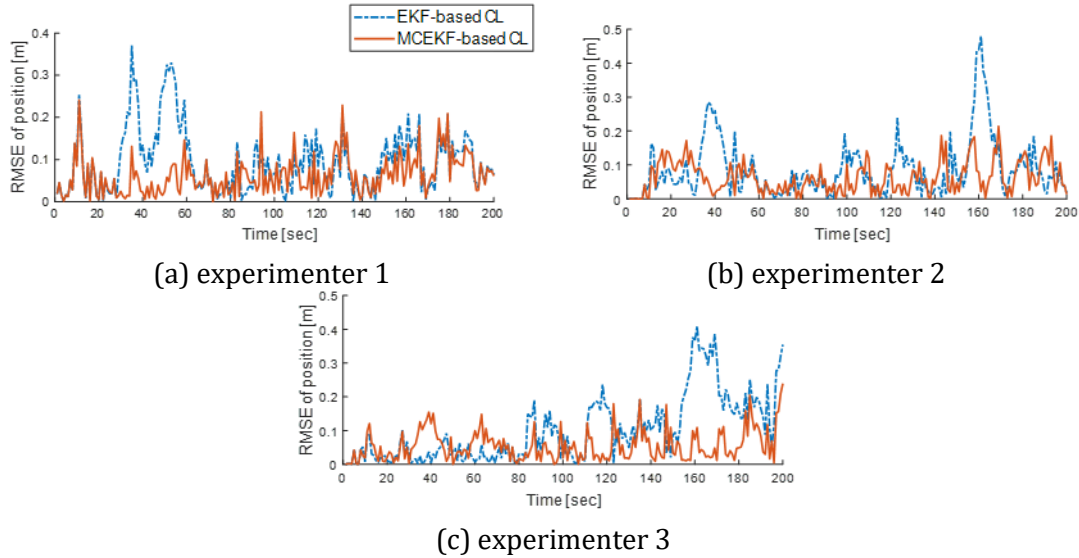 EKF-based CL
MCEKF-based CL
RMSE of position [m]
0.4
0.3
0.2
0.1
0
0 20 40 60 80 100 120 140 160 180 200
Time [sec]
(a) experimenter 1
RMSE of position [m]
0.5
0.4
0.3
0.2
0.1
0
0 20 40 60 80 100 120 140 160 180 200
Time [sec]
(b) experimenter 2
RMSE of position [m]
0.5
0.4
0.3
0.2
0.1
0
0 20 40 60 80 100 120 140 160 180 200
Time [sec]
(c) experimenter 3